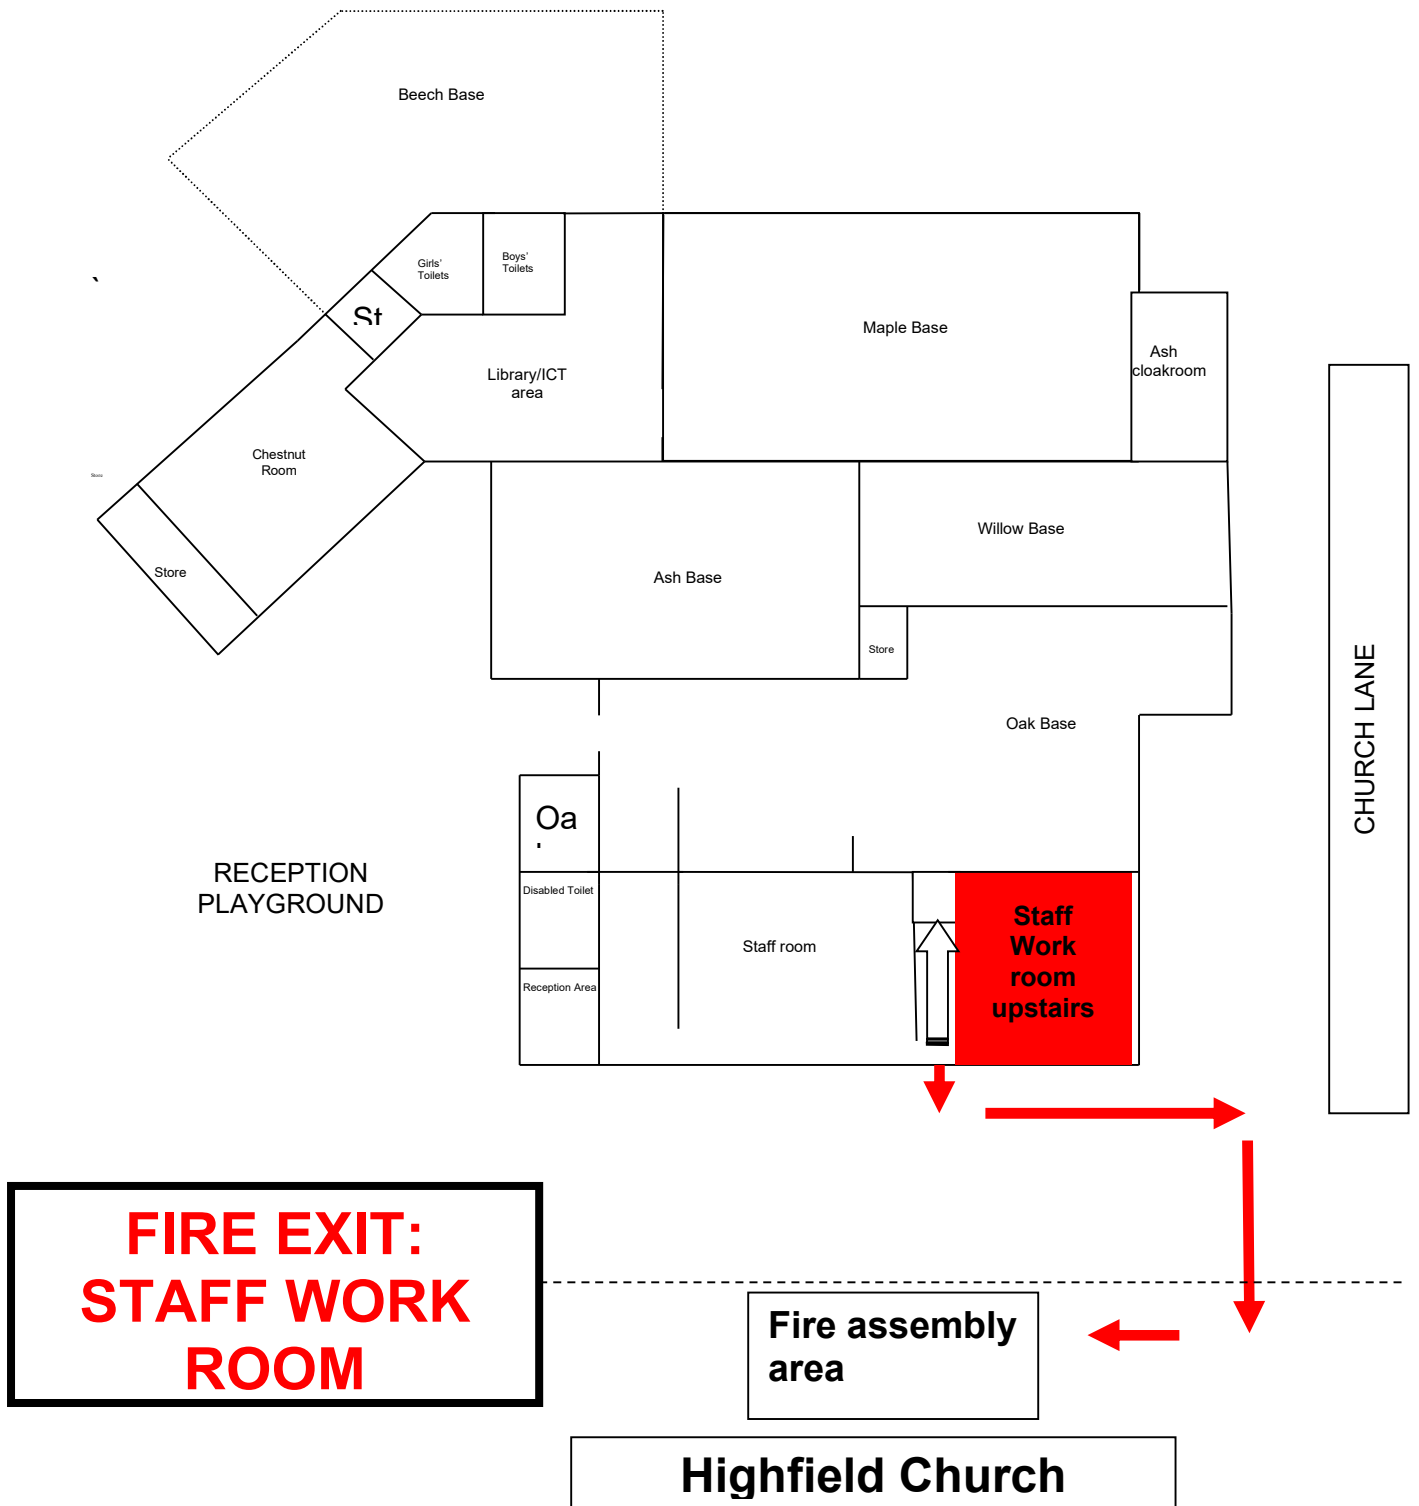 Beech Base
Girls’
Toilets
Boys’
Toilets
St
Maple Base
Ash
cloakroom
Library/ICT
area
Chestnut
Room
Store
Store
Willow Base
Ash Base
Store
Oak Base
CHURCH LANE
Oa
RECEPTION
PLAYGROUND
Disabled Toilet
Reception Area
Staff room
Staff
Work
room
upstairs
FIRE EXIT:
STAFF WORK
ROOM
Fire assembly
area
Highfield Church